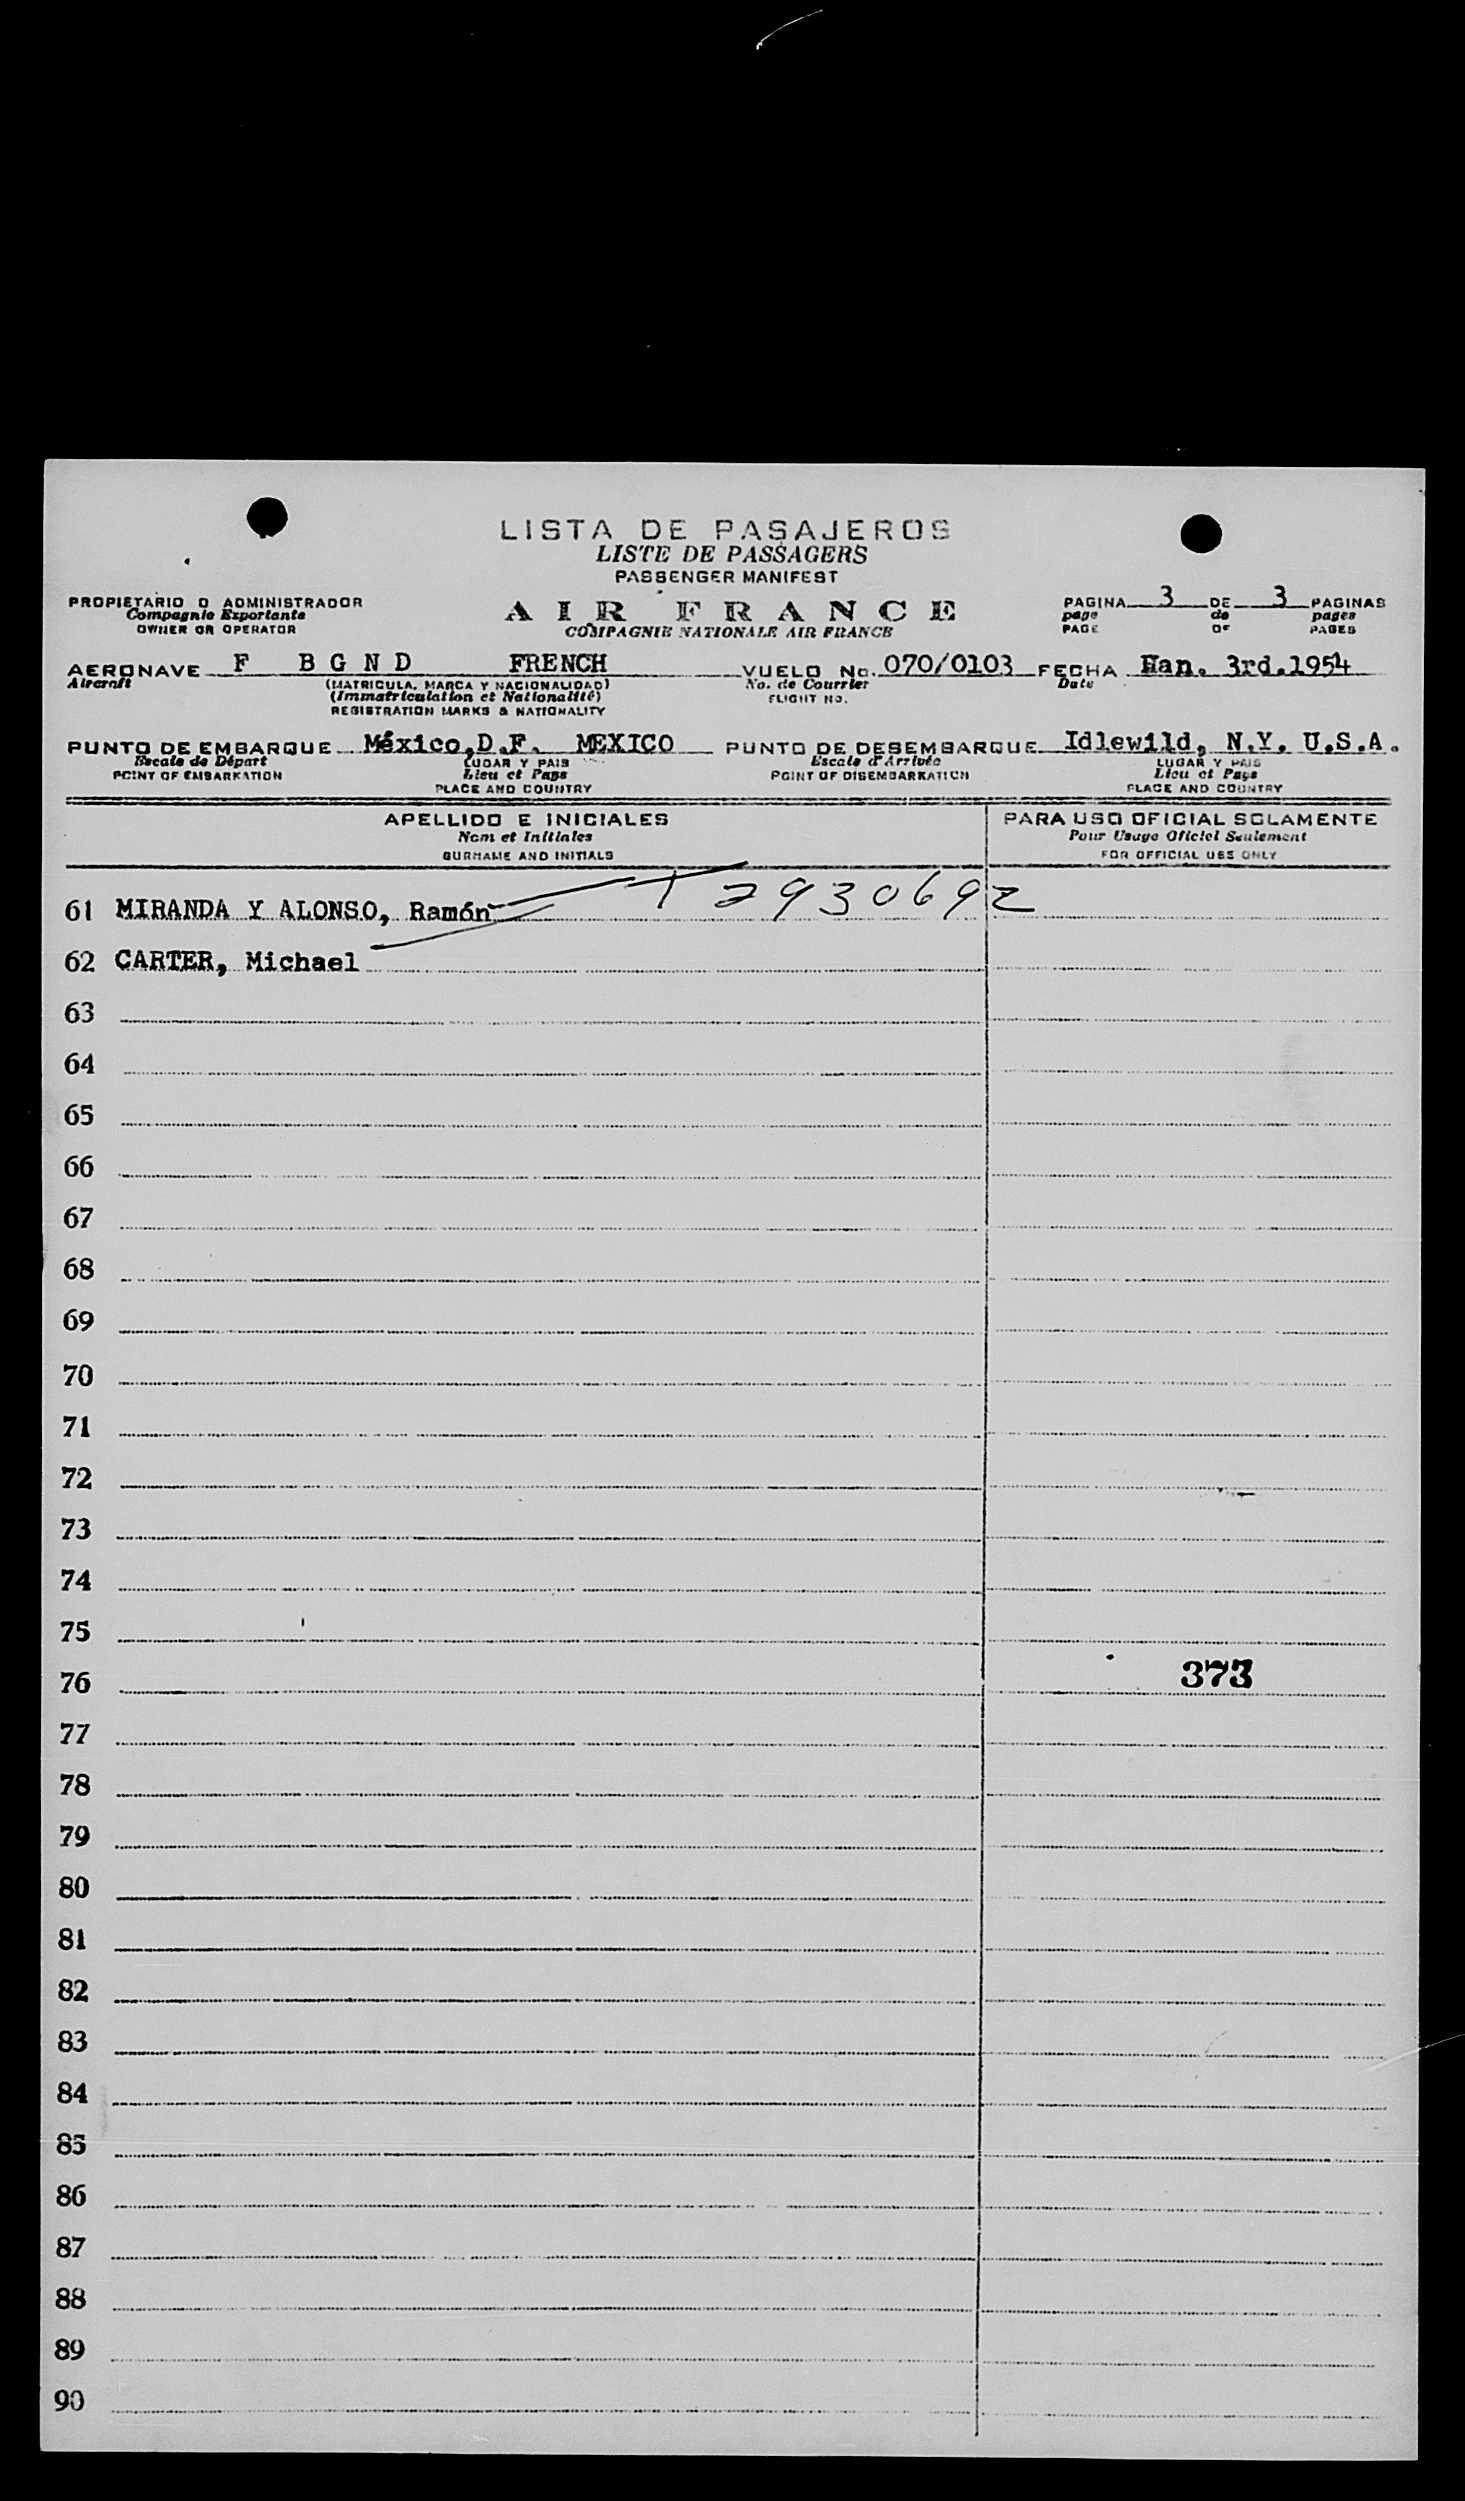 LISTA DE PASAJEROS
LISTE DE PASSAGERS
PASSENGER MANIFEST
PROPIETARIO O ADMINISTRADOR
Compagnie Exportante
OWNER OR OPERATOR
AIR FRANCE
COMPAGNIE NATIONALE AIR FRANCE
PAGINA 3 DE 3 PAGINAS
page de pages
PAGE OF PAGES
AERONAVE F BGND FRENCH VUELO No. 070/0103 FECHA Han. 3rd.1954
Aircraft (MATRICULA, MARCA Y NACIONALIDAD) No. de Courrier Date
(Immatriculation et Nationalité) FLIGHT NO.
REGISTRATION MARKS & NATIONALITY
PUNTO DE EMBARQUE México,D.F. MEXICO PUNTO DE DESEMBARQUE Idlewild, N.Y. U.S.A.
Escale de Départ LUGAR Y PAIS Escale d'Arrivée LUGAR Y PAIS
POINT OF EMBARKATION Lieu et Pays POINT OF DISEMBARKATION Lieu et Pays
PLACE AND COUNTRY PLACE AND COUNTRY
APELLIDO E INICIALES PARA USO OFICIAL SOLAMENTE
Nom et Initiales Pour Usage Oficiel Seulement
SURNAME AND INITIALS FOR OFFICIAL USE ONLY
61 MIRANDA Y ALONSO, Ramón 2930692
62 CARTER, Michael
63
64
65
66
67
68
69
70
71
72
73
74
75
76 373
77
78
79
80
81
82
83
84
85
86
87
88
89
90